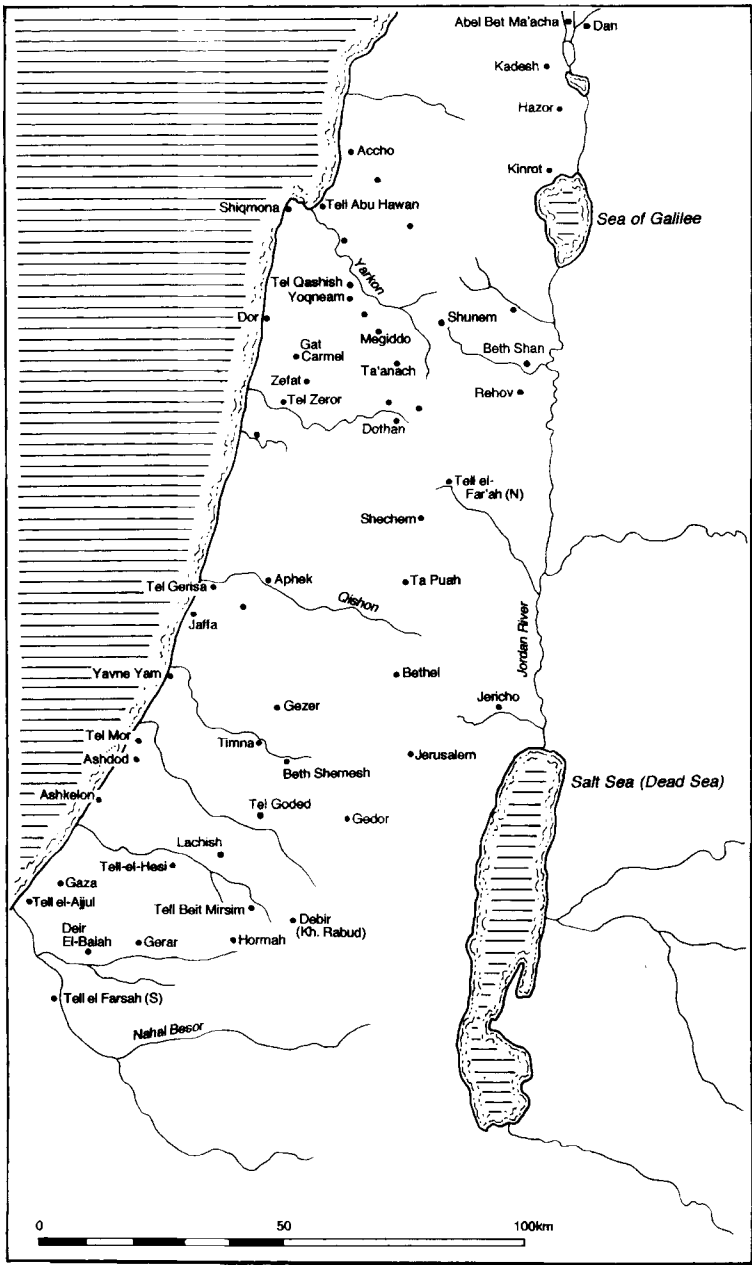 Abel Bet Ma'acha
Dan
Kadesh
Hazor
Accho
Kinrot
Shiqmona
Tell Abu Hawan
Sea of Galilee
Yarkon
Tel Qashish
Yoqneam
Dor
Megiddo
Shunem
Gat
Carmel
Ta'anach
Beth Shan
Zefat
Tel Zeror
Rehov
Dothan
Tell el-
Far'ah (N)
Shechem
Tel Gerisa
Aphek
Ta Puah
Qishon
Jaffa
Jordan River
Yavne Yam
Bethel
Gezer
Jericho
Tel Mor
Timna
Ashdod
Beth Shemesh
Jerusalem
Salt Sea (Dead Sea)
Ashkelon
Tel Goded
Gedor
Lachish
Tell-el-Hesi
Gaza
Tell el-Ajjul
Tell Beit Mirsim
Debir
(Kh. Rabud)
Deir
El-Balah
Gerar
Hormah
Tell el Farsah (S)
Nahal Besor
0
50
100km